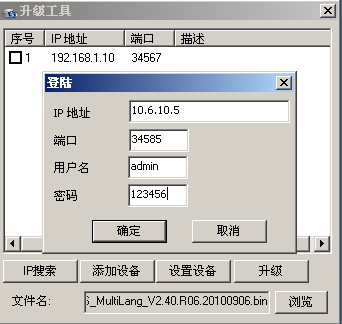 升级工具
序号 IP地址 端口 描述
1 192.168.1.10 34567
登陆
IP 地址 10.6.10.5
端口 34585
用户名 admin
密码 123456
确定 取消
IP搜索 添加设备 设置设备 升级
文件名: _MultiLang_V2.40.R06.20100906.bin 浏览